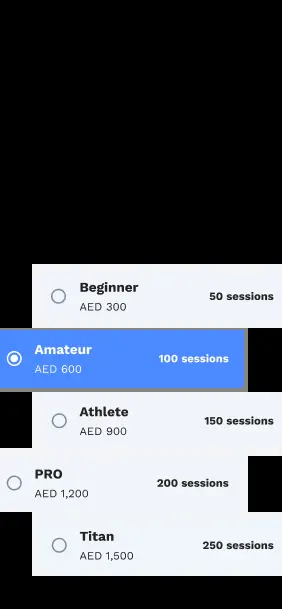 Beginner
50 sessions
AED 300
Amateur
100 sessions
AED 600
Athlete
150 sessions
AED 900
PRO
200 sessions
AED 1,200
Titan
250 sessions
AED 1,500